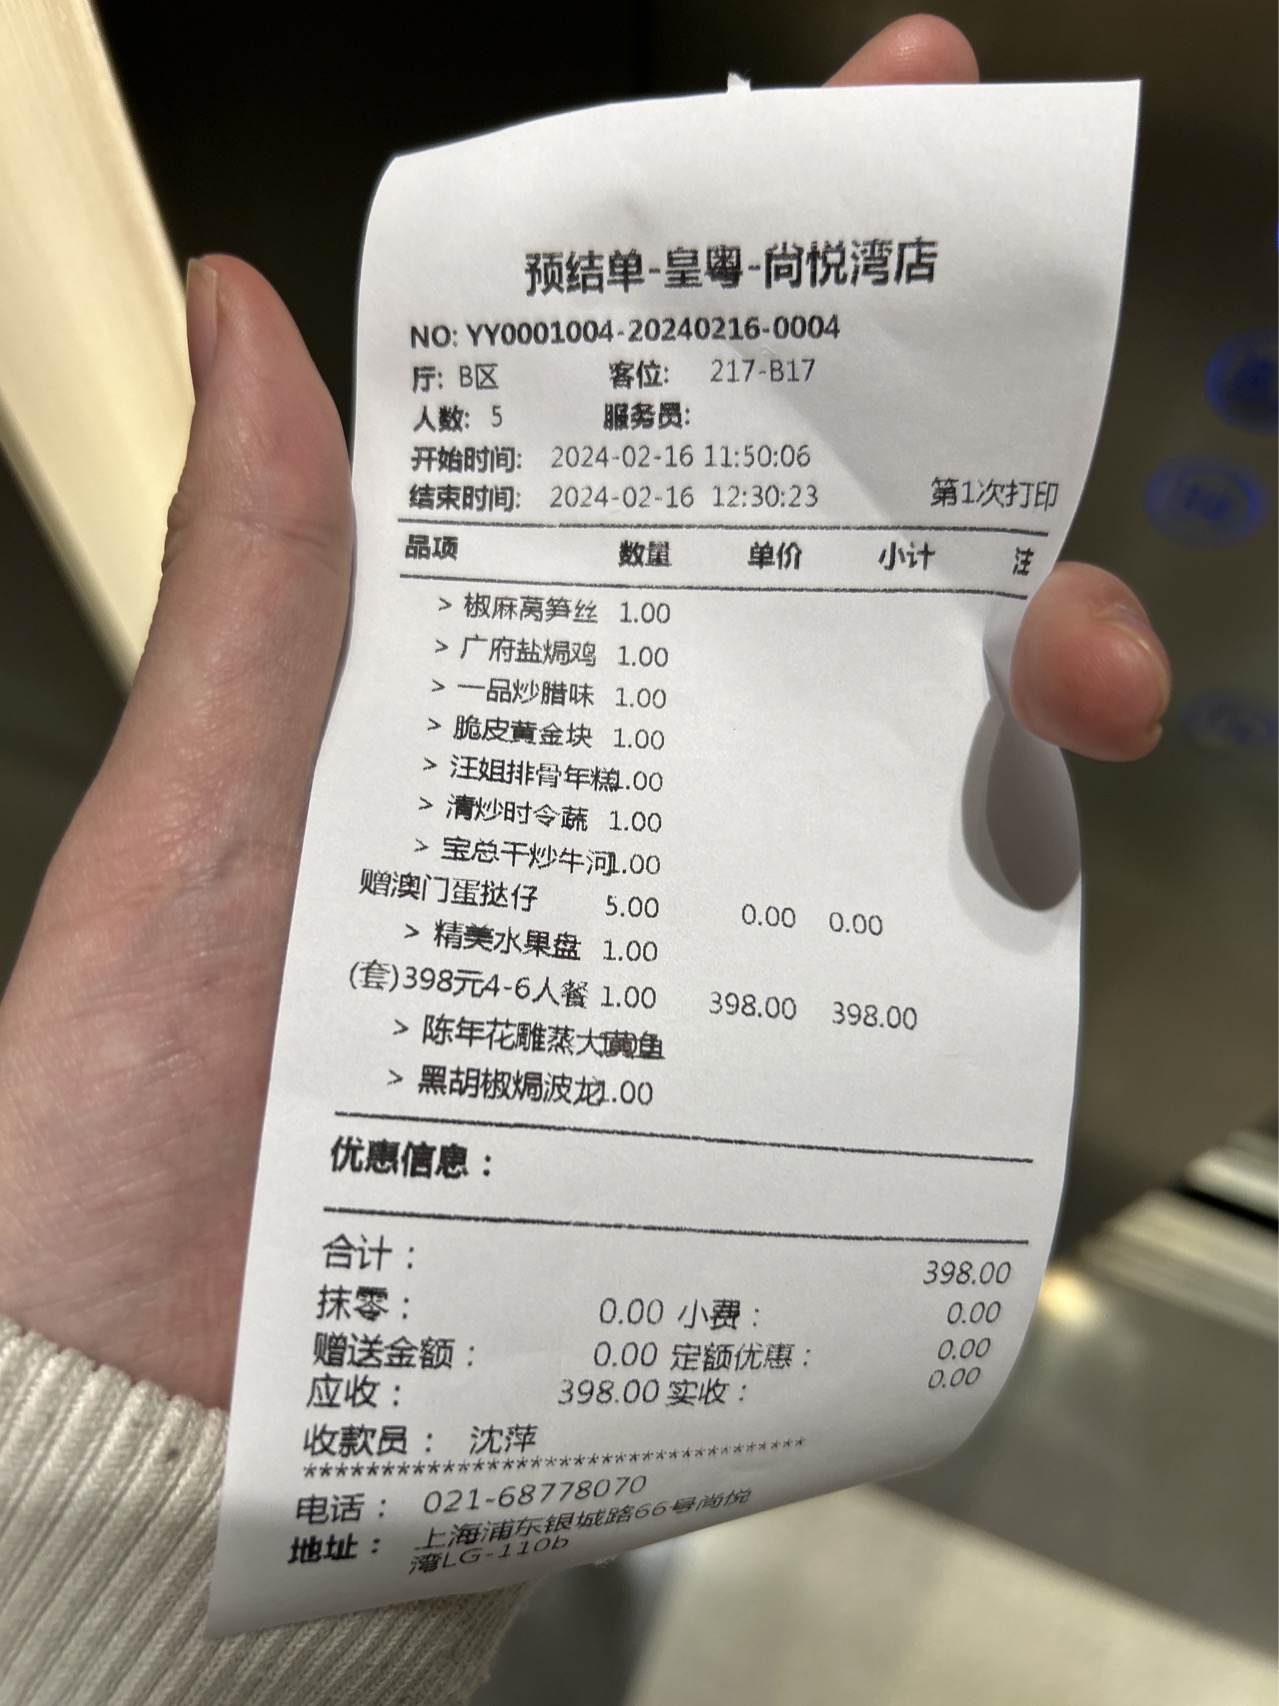 预结单-皇粤-尚悦湾店
NO: YY0001004-20240216-0004
厅: B区 客位: 217-B17
人数: 5 服务员:
开始时间: 2024-02-16 11:50:06
结束时间: 2024-02-16 12:30:23 第1次打印
品项 数量 单价 小计 注
> 椒麻莴笋丝 1.00
> 广府盐焗鸡 1.00
> 一品炒腊味 1.00
> 脆皮黄金块 1.00
> 汪姐排骨年糕1.00
> 清炒时令蔬 1.00
> 宝总干炒牛河1.00
赠澳门蛋挞仔 5.00 0.00 0.00
> 精美水果盘 1.00
(套)398元4-6人餐 1.00 398.00 398.00
> 陈年花雕蒸大黄鱼
> 黑胡椒焗波龙1.00
优惠信息：
合计： 398.00
抹零： 0.00 小费： 0.00
赠送金额： 0.00 定额优惠： 0.00
应收： 398.00 实收： 0.00
收款员： 沈萍
************************************
电话： 021-68778070
地址： 上海浦东银城路66号尚悦
湾LG-110b